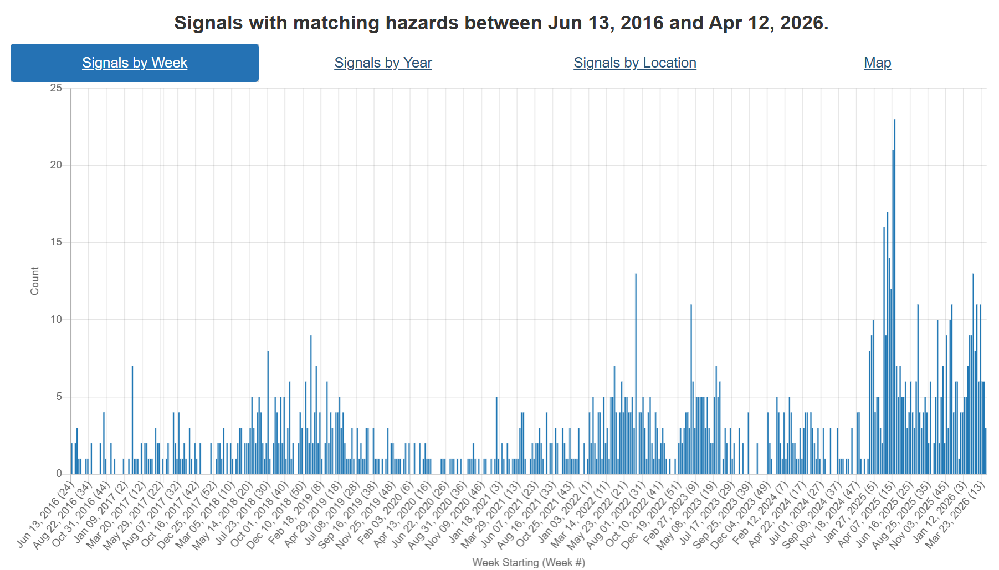 Signals with matching hazards between Jun 13, 2016 and Apr 12, 2026.
Signals by Week
Signals by Year
Signals by Location
Map
25
20
15
10
5
0
Count
Jun 13, 2016 (24)
Aug 22, 2016 (34)
Oct 31, 2016 (44)
Jan 09, 2017 (2)
Mar 20, 2017 (12)
May 29, 2017 (22)
Aug 07, 2017 (32)
Oct 16, 2017 (42)
Dec 25, 2017 (52)
Mar 05, 2018 (10)
May 14, 2018 (20)
Jul 23, 2018 (30)
Oct 01, 2018 (40)
Dec 10, 2018 (50)
Feb 18, 2019 (8)
Apr 29, 2019 (18)
Jul 08, 2019 (28)
Sep 16, 2019 (38)
Nov 25, 2019 (48)
Feb 03, 2020 (6)
Apr 13, 2020 (16)
Jun 22, 2020 (26)
Aug 31, 2020 (36)
Nov 09, 2020 (46)
Jan 18, 2021 (3)
Mar 29, 2021 (13)
Jun 07, 2021 (23)
Aug 16, 2021 (33)
Oct 25, 2021 (43)
Jan 03, 2022 (1)
Mar 14, 2022 (11)
May 23, 2022 (21)
Aug 01, 2022 (31)
Oct 10, 2022 (41)
Dec 19, 2022 (51)
Feb 27, 2023 (9)
May 08, 2023 (19)
Jul 17, 2023 (29)
Sep 25, 2023 (39)
Dec 04, 2023 (49)
Feb 12, 2024 (7)
Apr 22, 2024 (17)
Jul 01, 2024 (27)
Sep 09, 2024 (37)
Nov 18, 2024 (47)
Jan 27, 2025 (5)
Apr 07, 2025 (15)
Jun 16, 2025 (25)
Aug 25, 2025 (35)
Nov 03, 2025 (45)
Jan 12, 2026 (3)
Mar 23, 2026 (13)
Week Starting (Week #)